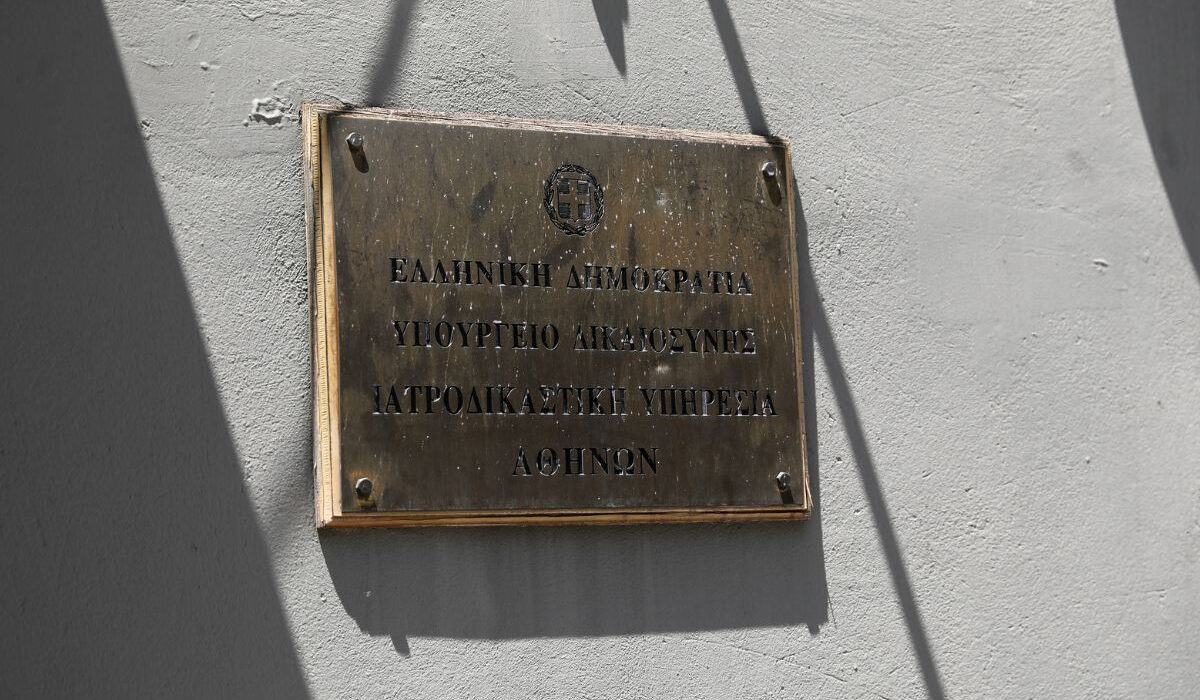 ΕΛΛΗΝΙΚΗ ΔΗΜΟΚΡΑΤΙΑ
ΥΠΟΥΡΓΕΙΟ ΔΙΚΑΙΟΣΥΝΗΣ
ΙΑΤΡΟΔΙΚΑΣΤΙΚΗ ΥΠΗΡΕΣΙΑ
ΑΘΗΝΩΝ